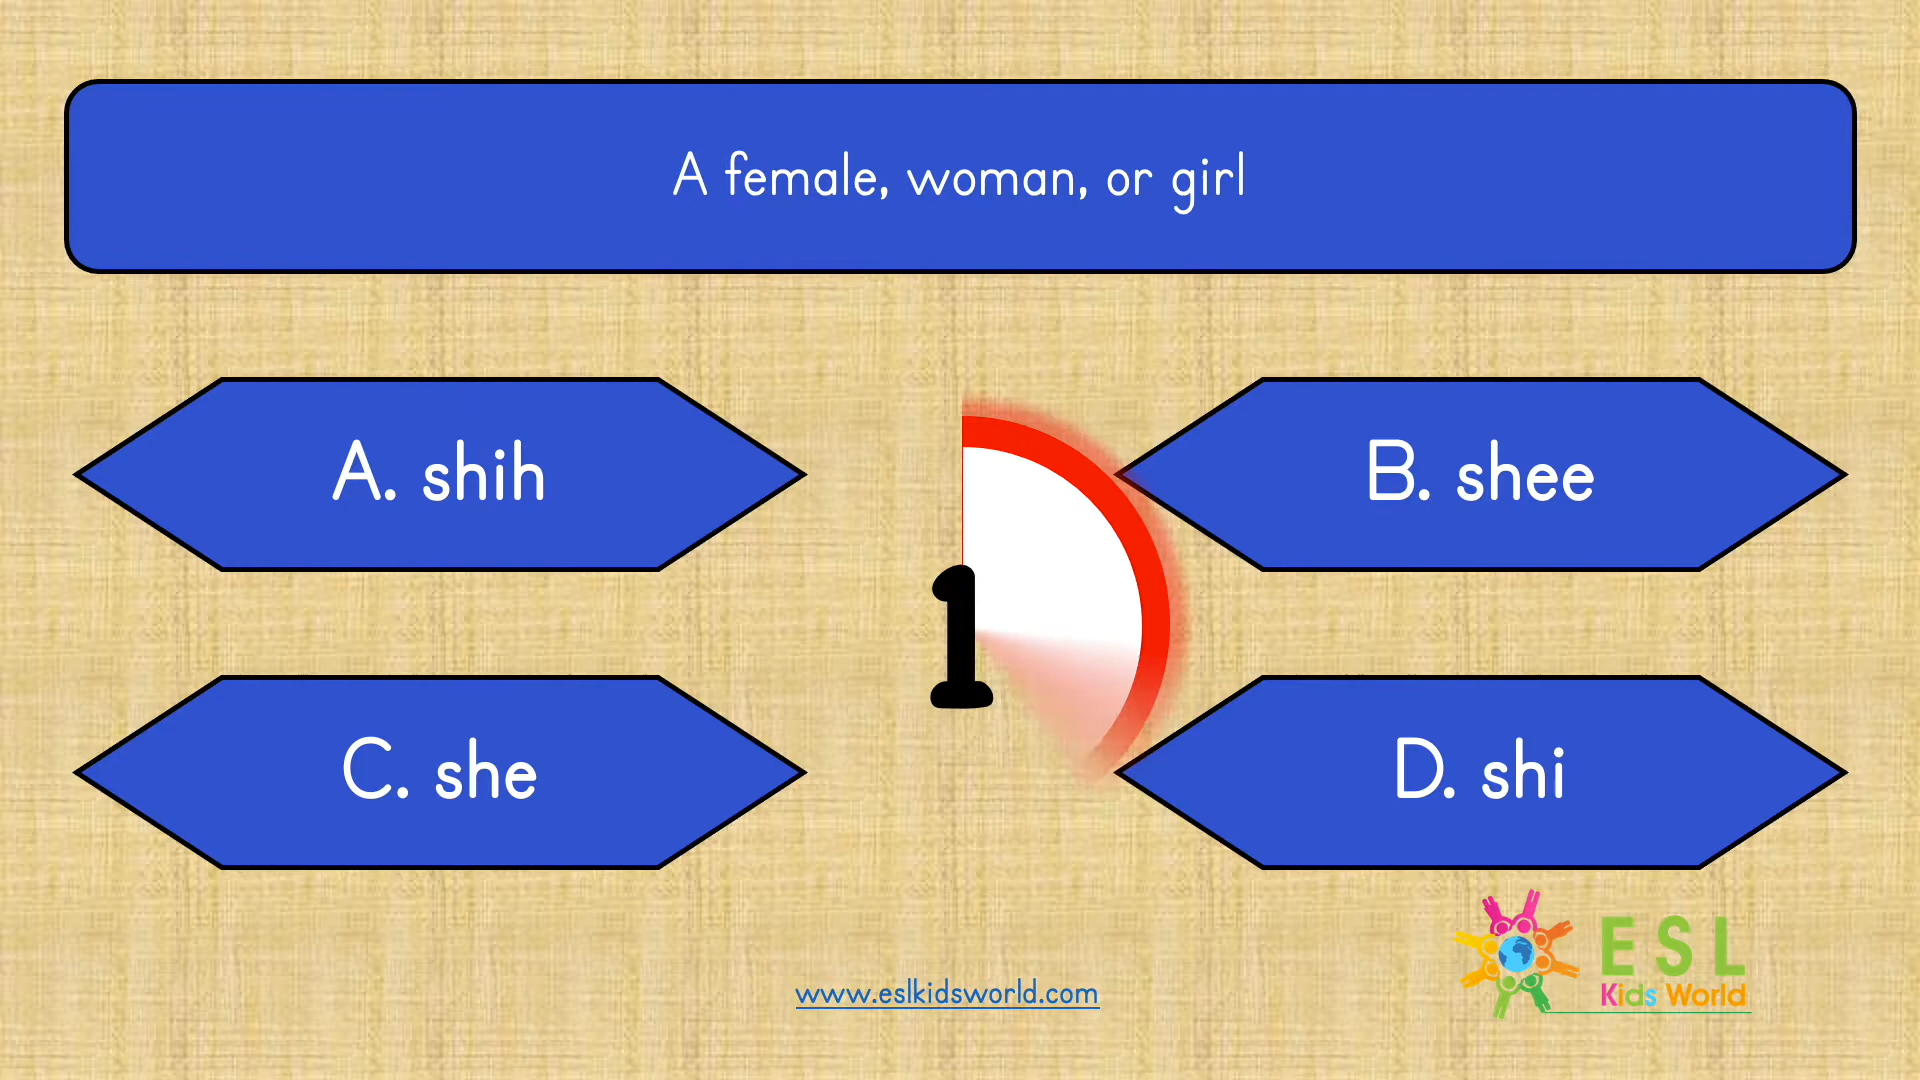 A female, woman, or girl
A. shih
B. shee
1
C. she
D. shi
www.eslkidsworld.com
ESL
Kids World